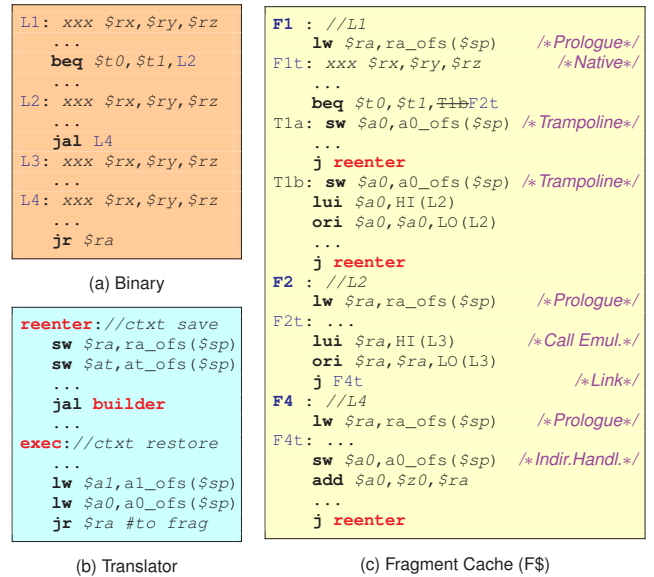 L1: xxx $rx,$ry,$rz
...
beq $t0,$t1,L2
...
L2: xxx $rx,$ry,$rz
...
jal L4
L3: xxx $rx,$ry,$rz
...
L4: xxx $rx,$ry,$rz
...
jr $ra
(a) Binary
reenter://ctxt save
sw $ra,ra_ofs($sp)
sw $at,at_ofs($sp)
...
jal builder
...
exec://ctxt restore
...
lw $a1,a1_ofs($sp)
lw $a0,a0_ofs($sp)
jr $ra #to frag
(b) Translator
F1 : //L1
lw $ra,ra_ofs($sp) /*Prologue*/
F1t: xxx $rx,$ry,$rz /*Native*/
...
beq $t0,$t1,T1bF2t
T1a: sw $a0,a0_ofs($sp) /*Trampoline*/
...
j reenter
T1b: sw $a0,a0_ofs($sp) /*Trampoline*/
lui $a0,HI(L2)
ori $a0,$a0,LO(L2)
...
j reenter
F2 : //L2
lw $ra,ra_ofs($sp) /*Prologue*/
F2t: ...
lui $ra,HI(L3) /*Call Emul.*/
ori $ra,$ra,LO(L3)
j F4t /*Link*/
F4 : //L4
lw $ra,ra_ofs($sp) /*Prologue*/
F4t: ...
sw $a0,a0_ofs($sp) /*Indir.Handl.*/
add $a0,$z0,$ra
...
j reenter
(c) Fragment Cache (F$)